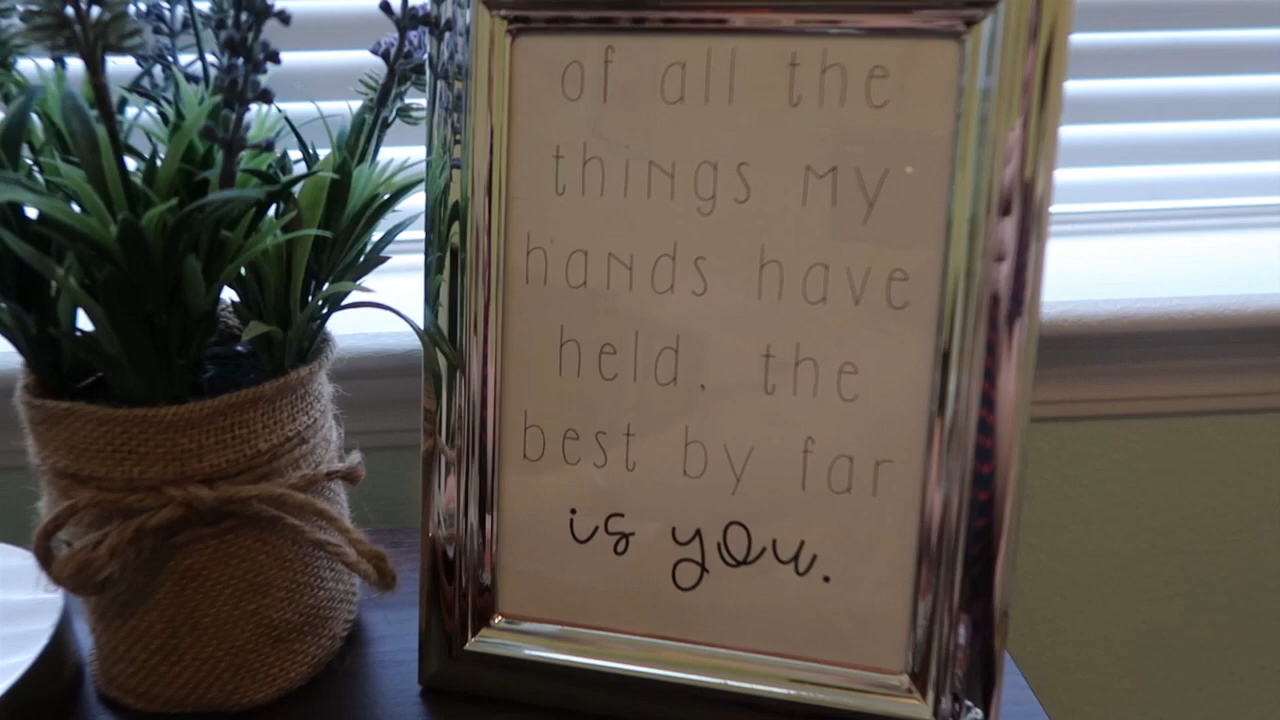 of all the
things my
hands have
held, the
best by far
is you.